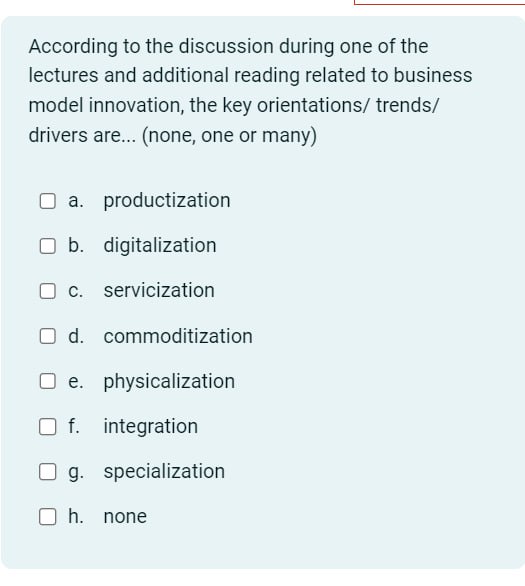 According to the discussion during one of the
lectures and additional reading related to business
model innovation, the key orientations/ trends/
drivers are... (none, one or many)
a. productization
b. digitalization
c. servicization
d. commoditization
e. physicalization
f. integration
g. specialization
h. none